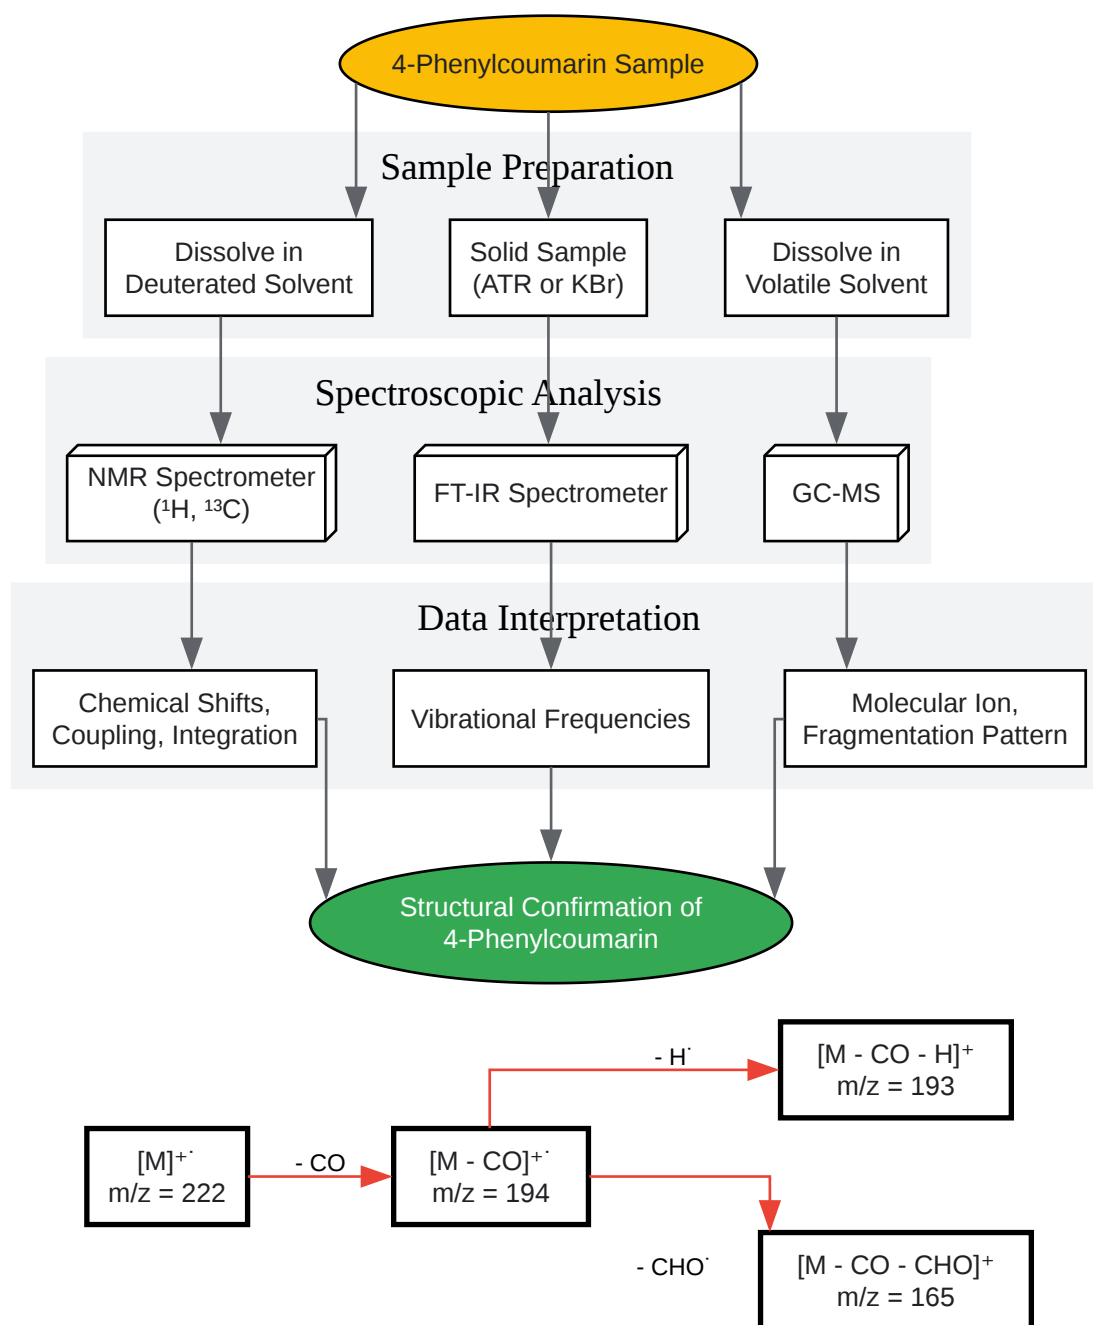 4-Phenylcoumarin Sample
Sample Preparation
Dissolve in
Deuterated Solvent
Solid Sample
(ATR or KBr)
Dissolve in
Volatile Solvent
Spectroscopic Analysis
NMR Spectrometer
(¹H, ¹³C)
FT-IR Spectrometer
GC-MS
Data Interpretation
Chemical Shifts,
Coupling, Integration
Vibrational Frequencies
Molecular Ion,
Fragmentation Pattern
Structural Confirmation of
4-Phenylcoumarin
- H˙
[M - CO - H]⁺
m/z = 193
[M]⁺˙
m/z = 222
- CO
[M - CO]⁺˙
m/z = 194
- CHO˙
[M - CO - CHO]⁺
m/z = 165